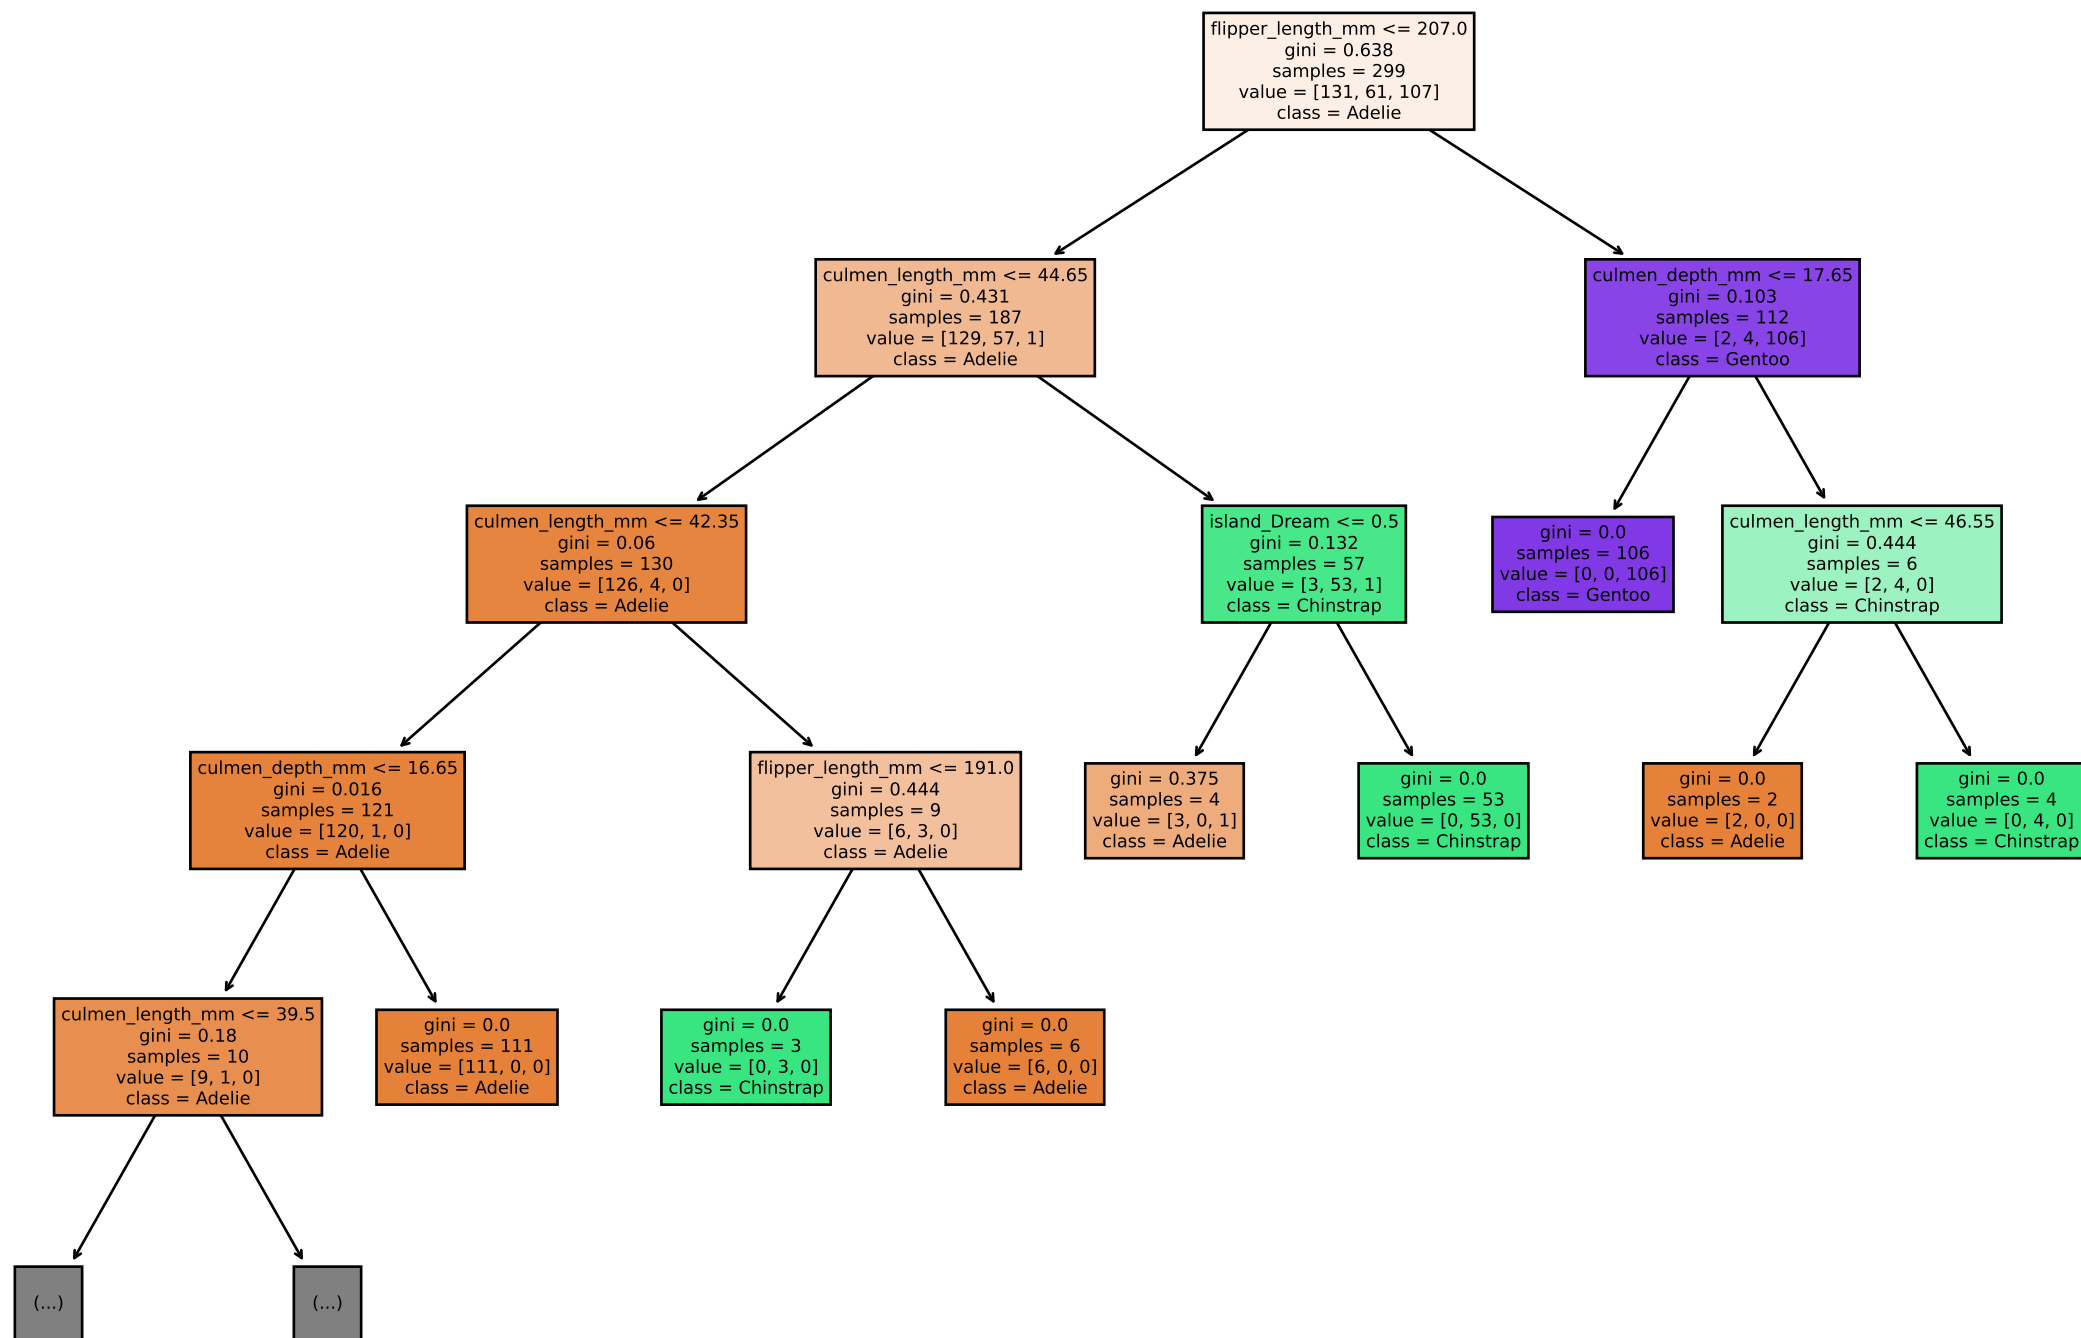 flipper_length_mm <= 207.0
gini = 0.638
samples = 299
value = [131, 61, 107]
class = Adelie
culmen_length_mm <= 44.65
gini = 0.431
samples = 187
value = [129, 57, 1]
class = Adelie
culmen_depth_mm <= 17.65
gini = 0.103
samples = 112
value = [2, 4, 106]
class = Gentoo
culmen_length_mm <= 42.35
gini = 0.06
samples = 130
value = [126, 4, 0]
class = Adelie
island_Dream <= 0.5
gini = 0.132
samples = 57
value = [3, 53, 1]
class = Chinstrap
gini = 0.0
samples = 106
value = [0, 0, 106]
class = Gentoo
culmen_length_mm <= 46.55
gini = 0.444
samples = 6
value = [2, 4, 0]
class = Chinstrap
culmen_depth_mm <= 16.65
gini = 0.016
samples = 121
value = [120, 1, 0]
class = Adelie
flipper_length_mm <= 191.0
gini = 0.444
samples = 9
value = [6, 3, 0]
class = Adelie
gini = 0.375
samples = 4
value = [3, 0, 1]
class = Adelie
gini = 0.0
samples = 53
value = [0, 53, 0]
class = Chinstrap
gini = 0.0
samples = 2
value = [2, 0, 0]
class = Adelie
gini = 0.0
samples = 4
value = [0, 4, 0]
class = Chinstrap
culmen_length_mm <= 39.5
gini = 0.18
samples = 10
value = [9, 1, 0]
class = Adelie
gini = 0.0
samples = 111
value = [111, 0, 0]
class = Adelie
gini = 0.0
samples = 3
value = [0, 3, 0]
class = Chinstrap
gini = 0.0
samples = 6
value = [6, 0, 0]
class = Adelie
(...)
(...)